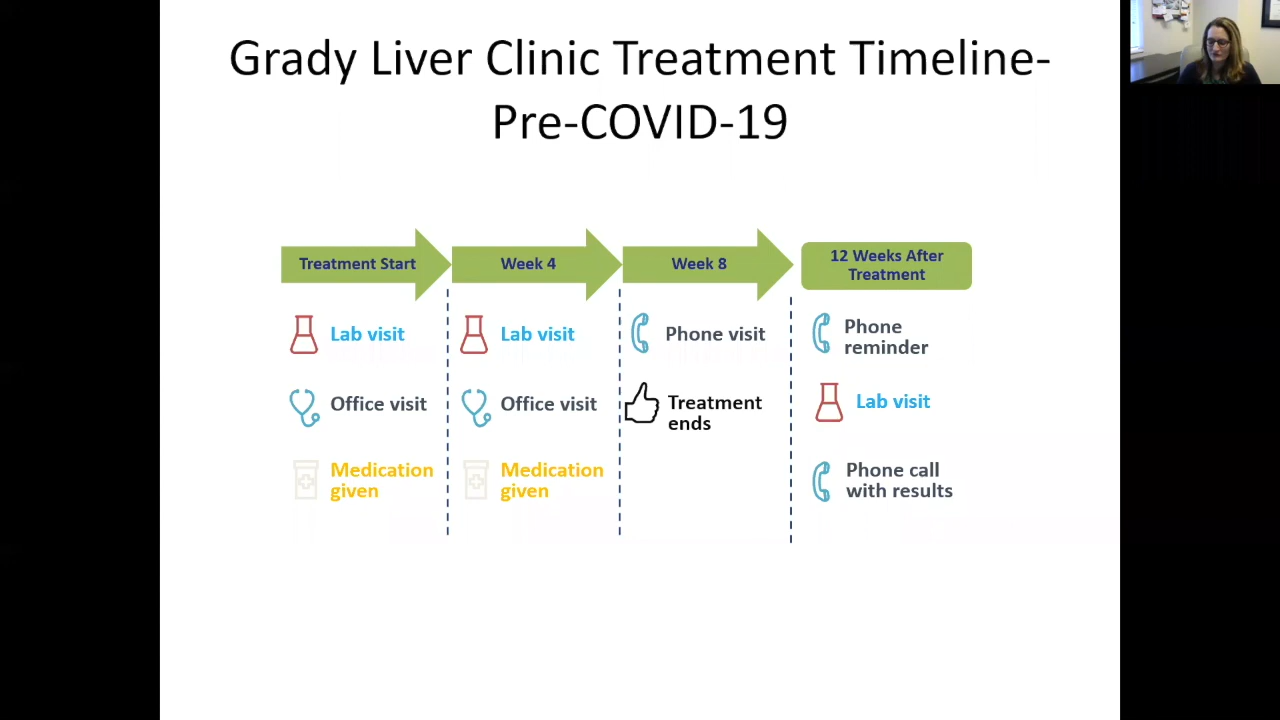 Grady Liver Clinic Treatment Timeline-
Pre-COVID-19
Treatment Start
Week 4
Week 8
12 Weeks After
Treatment
Lab visit
Office visit
Medication
given
Lab visit
Office visit
Medication
given
Phone visit
Treatment
ends
Phone
reminder
Lab visit
Phone call
with results